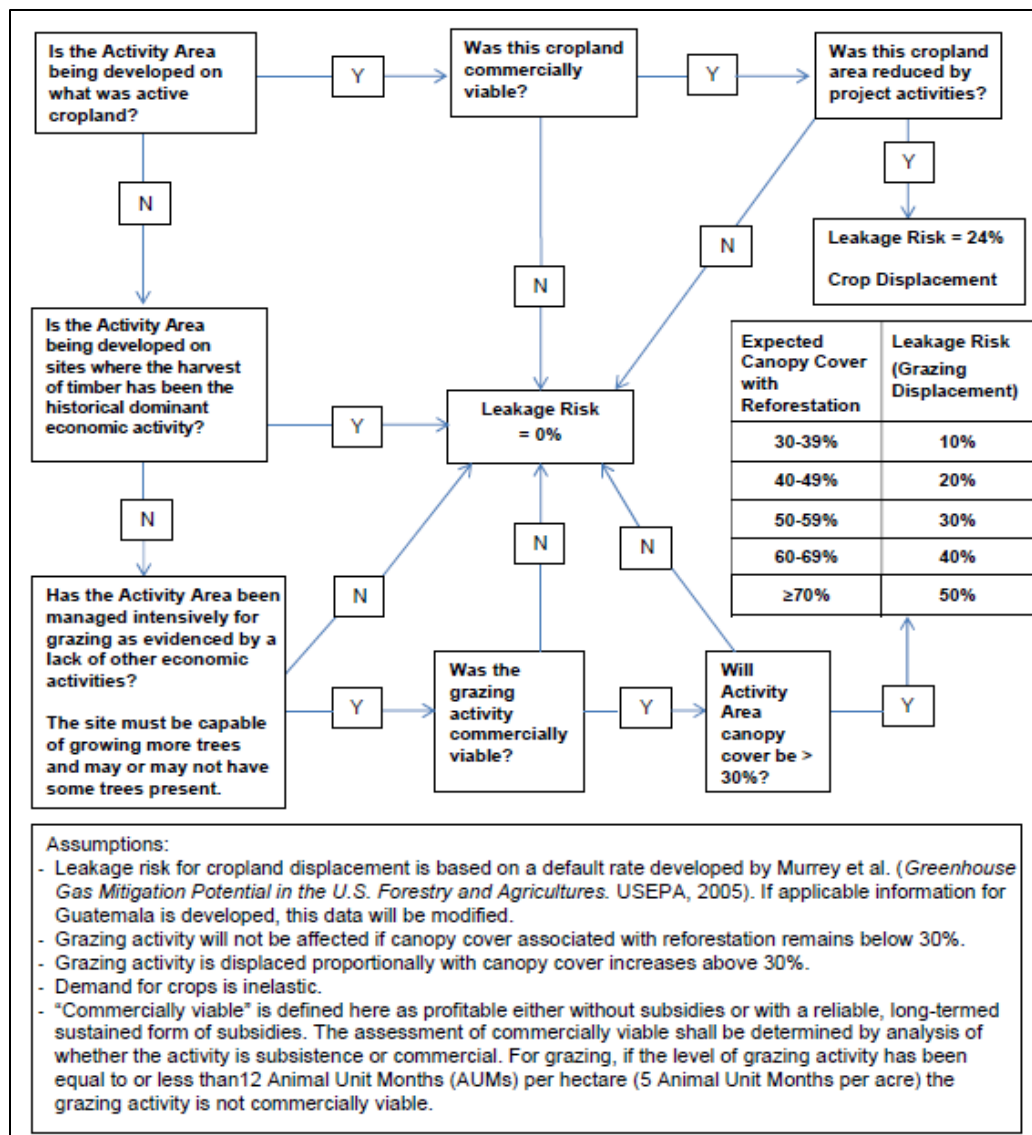 Is the Activity Area
being developed on
what was active
cropland?
Y
Was this cropland
commercially
viable?
Y
Was this cropland
area reduced by
project activities?
N
Y
N
N
Leakage Risk = 24%
Crop Displacement
Is the Activity Area
being developed on
sites where the
harvest of timber has
been the
historical dominant
economic activity?
Y
Leakage Risk
= 0%
Expected
Canopy Cover
with
Reforestation
Leakage Risk
(Grazing
Displacement)
30-39%
10%
40-49%
20%
50-59%
30%
60-69%
40%
≥70%
50%
N
N
N
N
Has the Activity Area been
managed intensively for
grazing as evidenced by a
lack of other economic
activities?
The site must be capable
of growing more trees
and may or may not have
some trees present.
Y
Was the
grazing
activity
commercially
viable?
Y
Will
Activity
Area
canopy
cover be >
30%?
Y
Assumptions:
- Leakage risk for cropland displacement is based on a default rate developed by Murrey et al. (Greenhouse
Gas Mitigation Potential in the U.S. Forestry and Agricultures. USEPA, 2005). If applicable information for
Guatemala is developed, this data will be modified.
- Grazing activity will not be affected if canopy cover associated with reforestation remains below 30%.
- Grazing activity is displaced proportionally with canopy cover increases above 30%.
- Demand for crops is inelastic.
- “Commercially viable” is defined here as profitable either without subsidies or with a reliable, long-termed
sustained form of subsidies. The assessment of commercially viable shall be determined by analysis of
whether the activity is subsistence or commercial. For grazing, if the level of grazing activity has been
equal to or less than12 Animal Unit Months (AUMs) per hectare (5 Animal Unit Months per acre) the
grazing activity is not commercially viable.